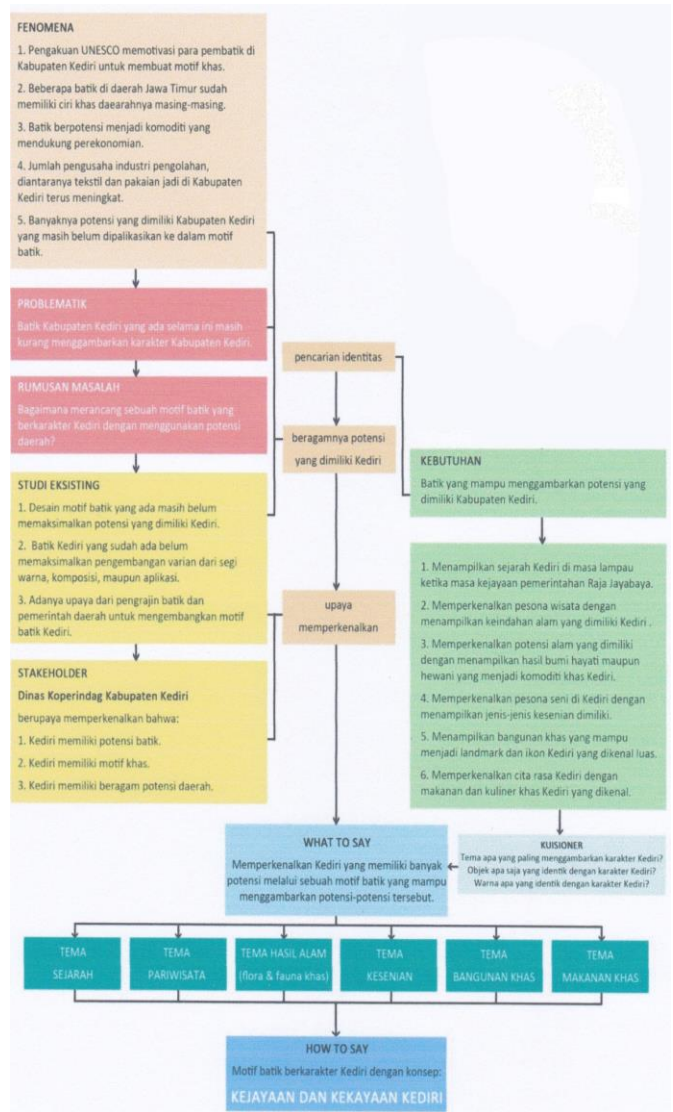 FENOMENA
1. Pengakuan UNESCO memotivasi para pembatik di
Kabupaten Kediri untuk membuat motif khas.
2. Beberapa batik di daerah Jawa Timur sudah
memiliki ciri khas daearahnya masing-masing.
3. Batik berpotensi menjadi komoditi yang
mendukung perekonomian.
4. Jumlah pengusaha industri pengolahan,
diantaranya tekstil dan pakaian jadi di Kabupaten
Kediri terus meningkat.
5. Banyaknya potensi yang dimiliki Kabupaten Kediri
yang masih belum dipalikasikan ke dalam motif
batik.
PROBLEMATIK
Batik Kabupaten Kediri yang ada selama ini masih
kurang menggambarkan karakter Kabupaten Kediri.
RUMUSAN MASALAH
Bagaimana merancang sebuah motif batik yang
berkarakter Kediri dengan menggunakan potensi
daerah?
STUDI EKSISTING
1. Desain motif batik yang ada masih belum
memaksimalkan potensi yang dimiliki Kediri.
2. Batik Kediri yang sudah ada belum
memaksimalkan pengembangan varian dari segi
warna, komposisi, maupun aplikasi.
3. Adanya upaya dari pengrajin batik dan
pemerintah daerah untuk mengembangkan motif
batik Kediri.
STAKEHOLDER
Dinas Koperindag Kabupaten Kediri
berupaya memperkenalkan bahwa:
1. Kediri memiliki potensi batik.
2. Kediri memiliki motif khas.
3. Kediri memiliki beragam potensi daerah.
pencarian identitas
beragamnya potensi
yang dimiliki Kediri
upaya
memperkenalkan
KEBUTUHAN
Batik yang mampu menggambarkan potensi yang
dimiliki Kabupaten Kediri.
1. Menampilkan sejarah Kediri di masa lampau
ketika masa kejayaan pemerintahan Raja Jayabaya.
2. Memperkenalkan pesona wisata dengan
menampilkan keindahan alam yang dimiliki Kediri .
3. Memperkenalkan potensi alam yang dimiliki
dengan menampilkan hasil bumi hayati maupun
hewani yang menjadi komoditi khas Kediri.
4. Memperkenalkan pesona seni di Kediri dengan
menampilkan jenis-jenis kesenian dimiliki.
5. Menampilkan bangunan khas yang mampu
menjadi landmark dan ikon Kediri yang dikenal luas.
6. Memperkenalkan cita rasa Kediri dengan
makanan dan kuliner khas Kediri yang dikenal.
KUISIONER
Tema apa yang paling menggambarkan karakter Kediri?
Objek apa saja yang identik dengan karakter Kediri?
Warna apa yang identik dengan karakter Kediri?
WHAT TO SAY
Memperkenalkan Kediri yang memiliki banyak
potensi melalui sebuah motif batik yang mampu
menggambarkan potensi-potensi tersebut.
TEMA
SEJARAH
TEMA
PARIWISATA
TEMA HASIL ALAM
(flora & fauna khas)
TEMA
KESENIAN
TEMA
BANGUNAN KHAS
TEMA
MAKANAN KHAS
HOW TO SAY
Motif batik berkarakter Kediri dengan konsep:
KEJAYAAN DAN KEKAYAAN KEDIRI